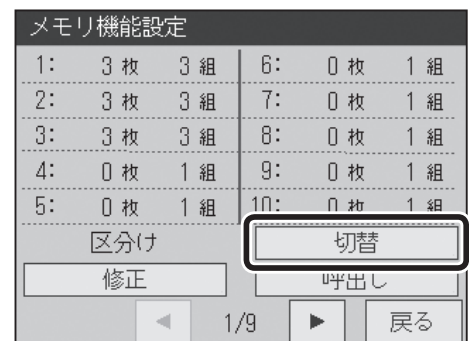 メモリ機能設定
1: 3 枚 3 組 6: 0 枚 1 組
2: 3 枚 3 組 7: 0 枚 1 組
3: 3 枚 3 組 8: 0 枚 1 組
4: 0 枚 1 組 9: 0 枚 1 組
5: 0 枚 1 組 10: 0 枚 1 組
区分け 切替
修正 呼出し
◀ 1/9 ▶ 戻る